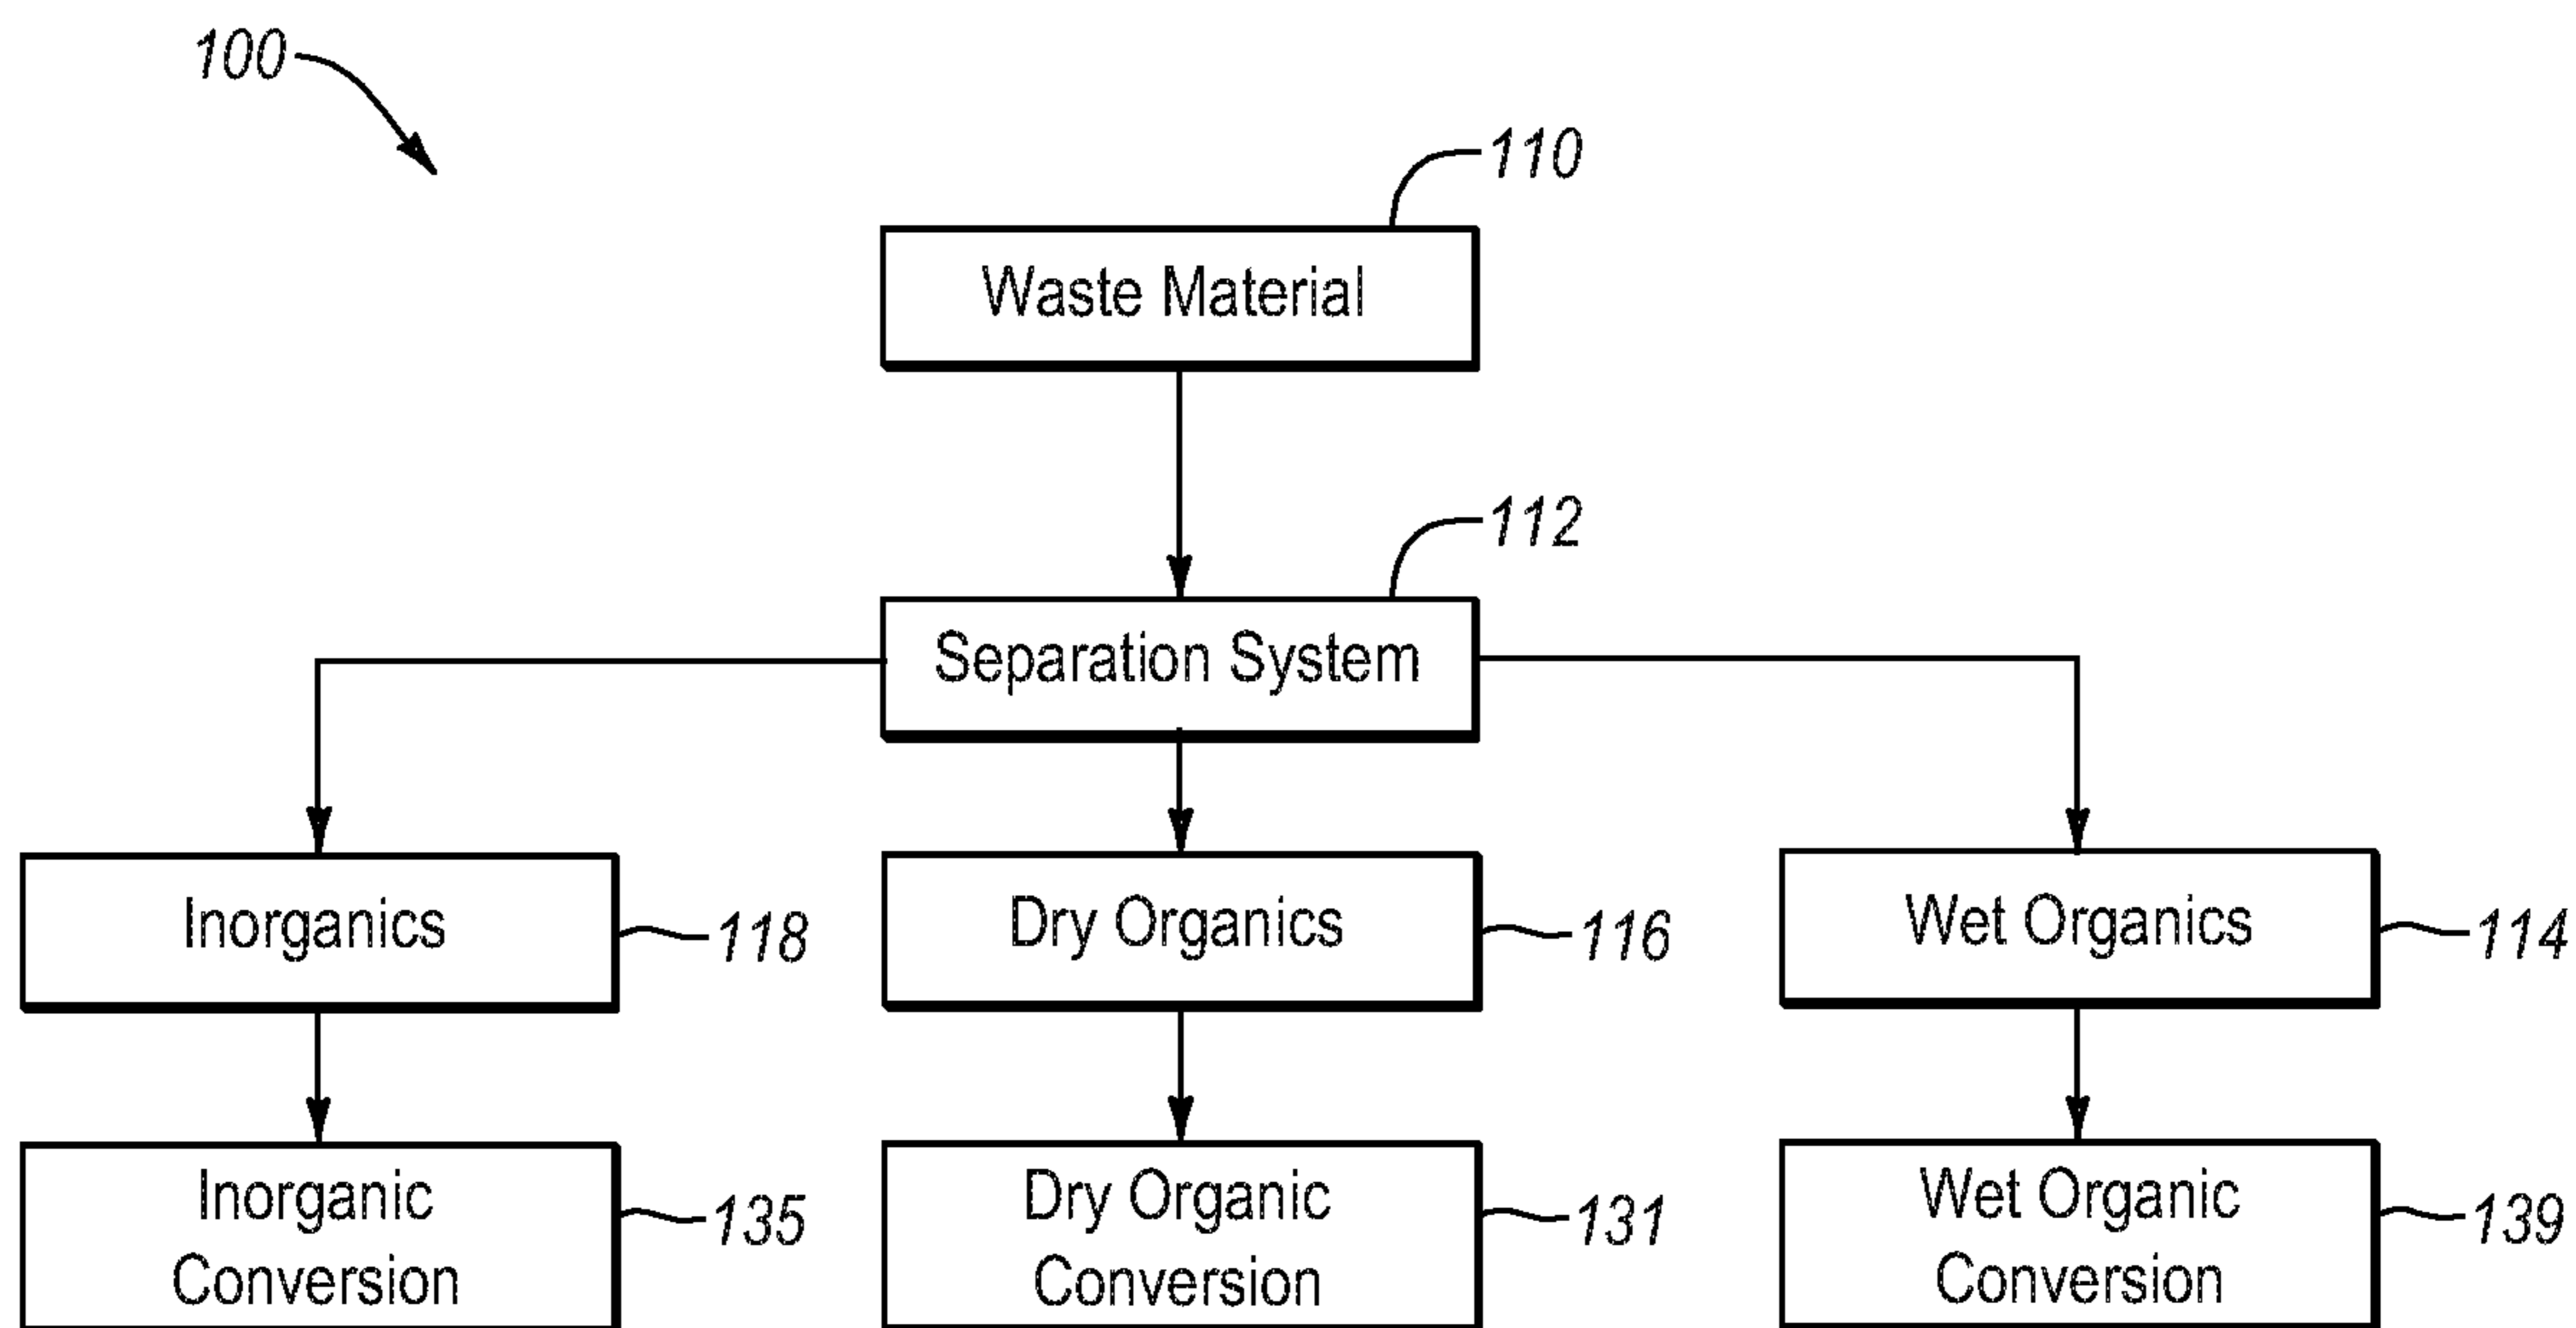 100
110
Waste Material
112
Separation System
Inorganics
118
Dry Organics
116
Wet Organics
114
Inorganic
Conversion
135
Dry Organic
Conversion
131
Wet Organic
Conversion
139